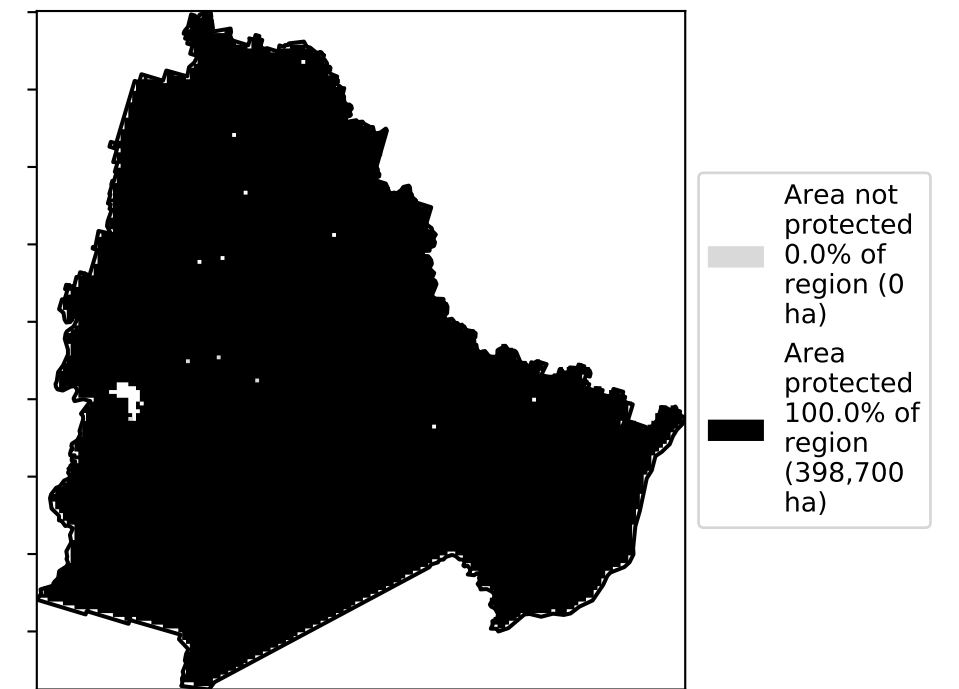 Area not
protected
0.0% of
region (0
ha)
Area
protected
100.0% of
region
(398,700
ha)